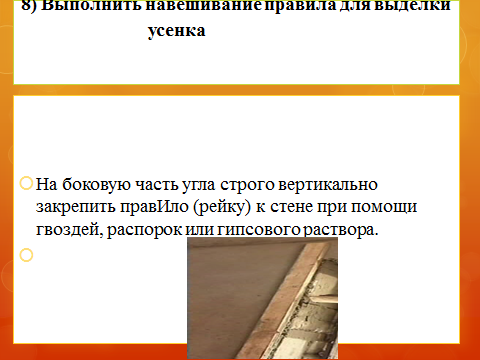 8) Выполнить навешивание правила для выделки
усенка
На боковую часть угла строго вертикально
закрепить правИло (рейку) к стене при помощи
гвоздей, распорок или гипсового раствора.